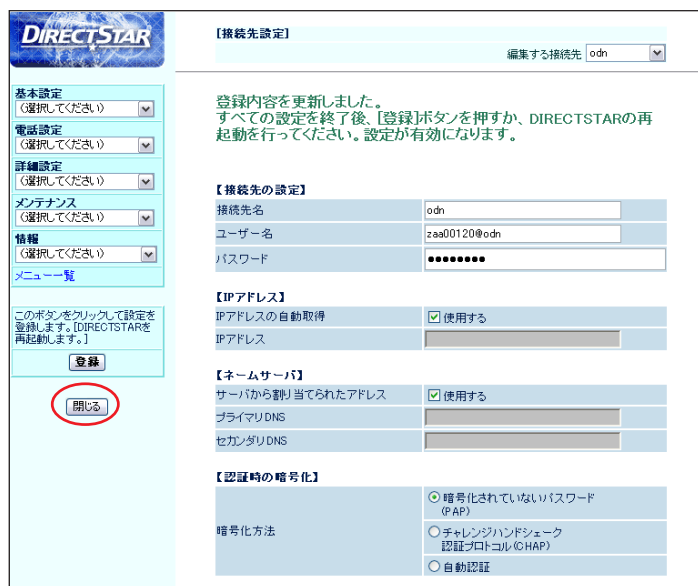 DIRECTSTAR
[接続先設定]
編集する接続先 odn
基本設定
(選択してください)
電話設定
(選択してください)
詳細設定
(選択してください)
メンテナンス
(選択してください)
情報
(選択してください)
メニュー一覧
このボタンをクリックして設定を
登録します。[DIRECTSTARを
再起動します。]
登録
閉じる
登録内容を更新しました。
すべての設定を終了後、[登録]ボタンを押すか、DIRECTSTARの再
起動を行ってください。設定が有効になります。
【接続先の設定】
接続先名 odn
ユーザー名 zaa00120@odn
パスワード ●●●●●●●●
【IPアドレス】
IPアドレスの自動取得 使用する
IPアドレス
【ネームサーバ】
サーバから割り当てられたアドレス 使用する
プライマリDNS
セカンダリDNS
【認証時の暗号化】
暗号化方法
暗号化されていないパスワード
(PAP)
チャレンジハンドシェーク
認証プロトコル(CHAP)
自動認証